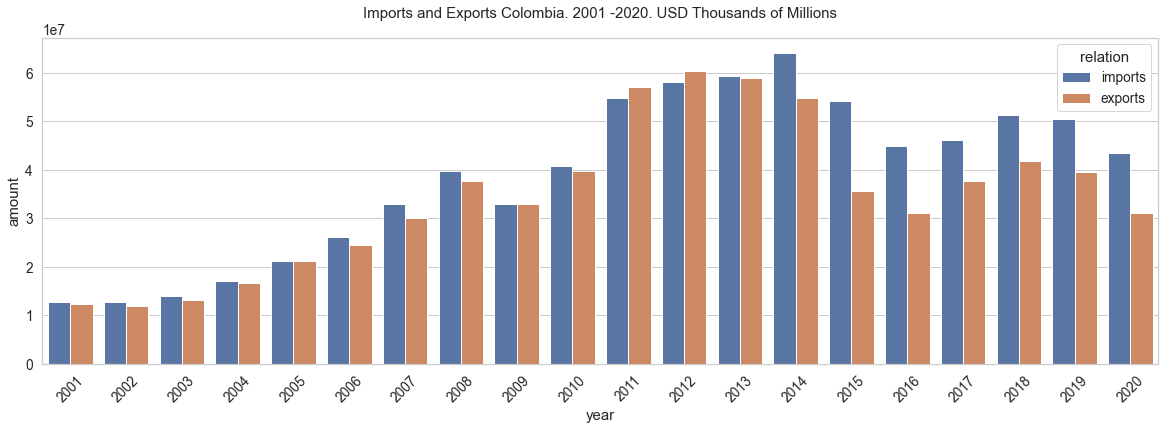 Imports and Exports Colombia. 2001 -2020. USD Thousands of Millions
1e7
relation
imports
exports
6
5
4
3
2
1
0
amount
2001 2002 2003 2004 2005 2006 2007 2008 2009 2010 2011 2012 2013 2014 2015 2016 2017 2018 2019 2020
year